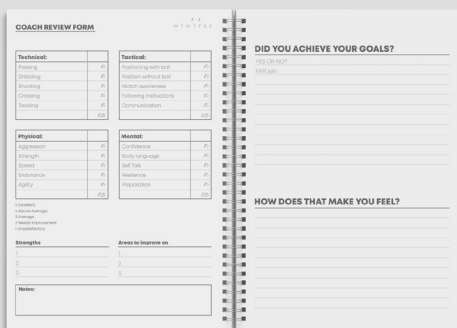 COACH REVIEW FORM
/ /
M T W T F S S
Technical:
Passing /5
Dribbling /5
Shooting /5
Crossing /5
Tackling /5
/25
Tactical:
Positioning with ball /5
Position without ball /5
Match awareness /5
Following instructions /5
Communication /5
/25
Physical:
Aggression /5
Strength /5
Speed /5
Endurance /5
Agility /5
/25
Mental:
Confidence /5
Body language /5
Self Talk /5
Resilience /5
Preparation /5
/25
5 Excellent
4 Above Average
3 Average
2 Needs Improvement
1 Unsatisfactory
Strengths
1.
2.
3.
Areas to improve on
1.
2.
3.
Notes:
DID YOU ACHIEVE YOUR GOALS?
YES OR NO?
EXPLAIN:
HOW DOES THAT MAKE YOU FEEL?